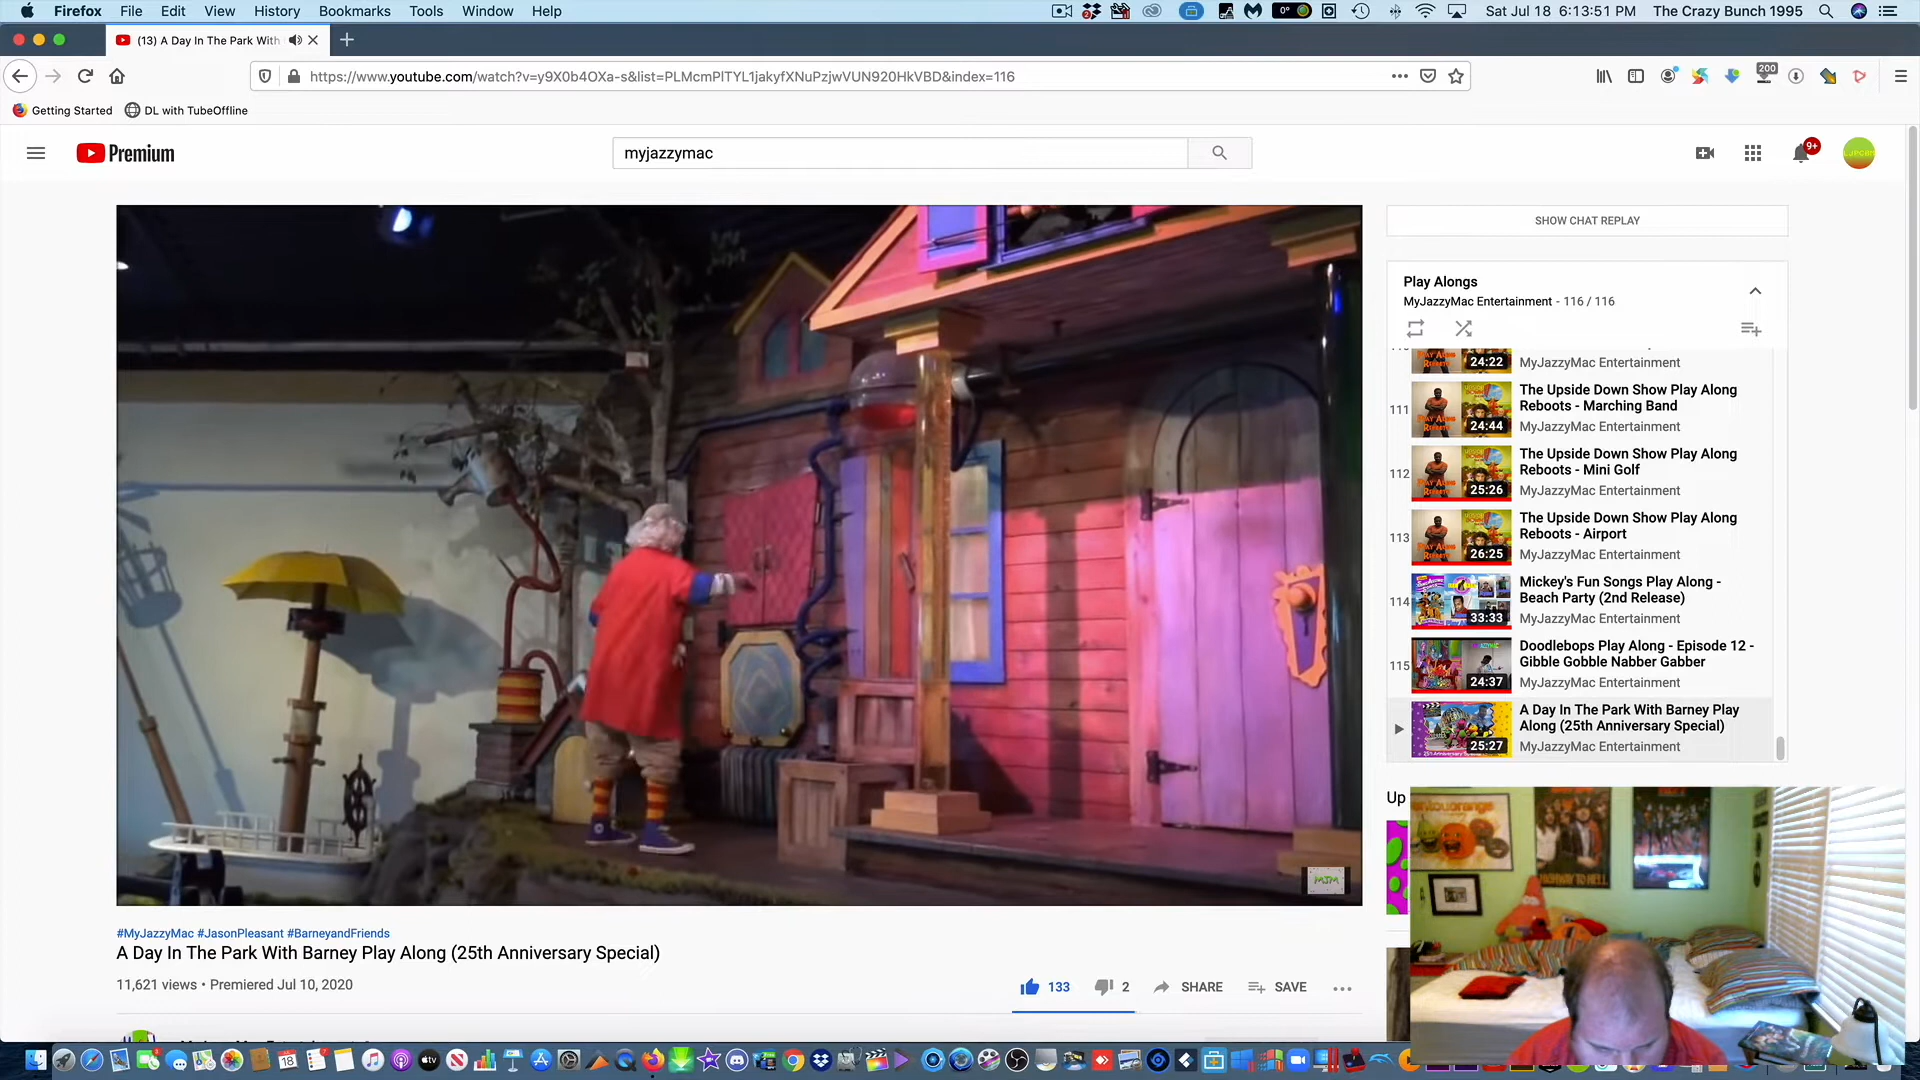 Firefox File Edit View History Bookmarks Tools Window Help
0°
Sat Jul 18 6:13:51 PM The Crazy Bunch 1995
(13) A Day In The Park With
https://www.youtube.com/watch?v=y9X0b4OXa-s&list=PLMcmPlTYL1jakyfXNuPzjwVUN920HkVBD&index=116
200
Getting Started DL with TubeOffline
Premium
myjazzymac
9+
SHOW CHAT REPLAY
Play Alongs
MyJazzyMac Entertainment - 116 / 116
24:22
MyJazzyMac Entertainment
111
The Upside Down Show Play Along
Reboots - Marching Band
24:44
MyJazzyMac Entertainment
112
The Upside Down Show Play Along
Reboots - Mini Golf
25:26
MyJazzyMac Entertainment
113
The Upside Down Show Play Along
Reboots - Airport
26:25
MyJazzyMac Entertainment
114
Mickey's Fun Songs Play Along -
Beach Party (2nd Release)
33:33
MyJazzyMac Entertainment
115
Doodlebops Play Along - Episode 12 -
Gibble Gobble Nabber Gabber
24:37
MyJazzyMac Entertainment
A Day In The Park With Barney Play
Along (25th Anniversary Special)
25:27
MyJazzyMac Entertainment
Up
MJM
HIGHWAY TO HELL
#MyJazzyMac #JasonPleasant #BarneyandFriends
A Day In The Park With Barney Play Along (25th Anniversary Special)
11,621 views • Premiered Jul 10, 2020
133 2 SHARE SAVE